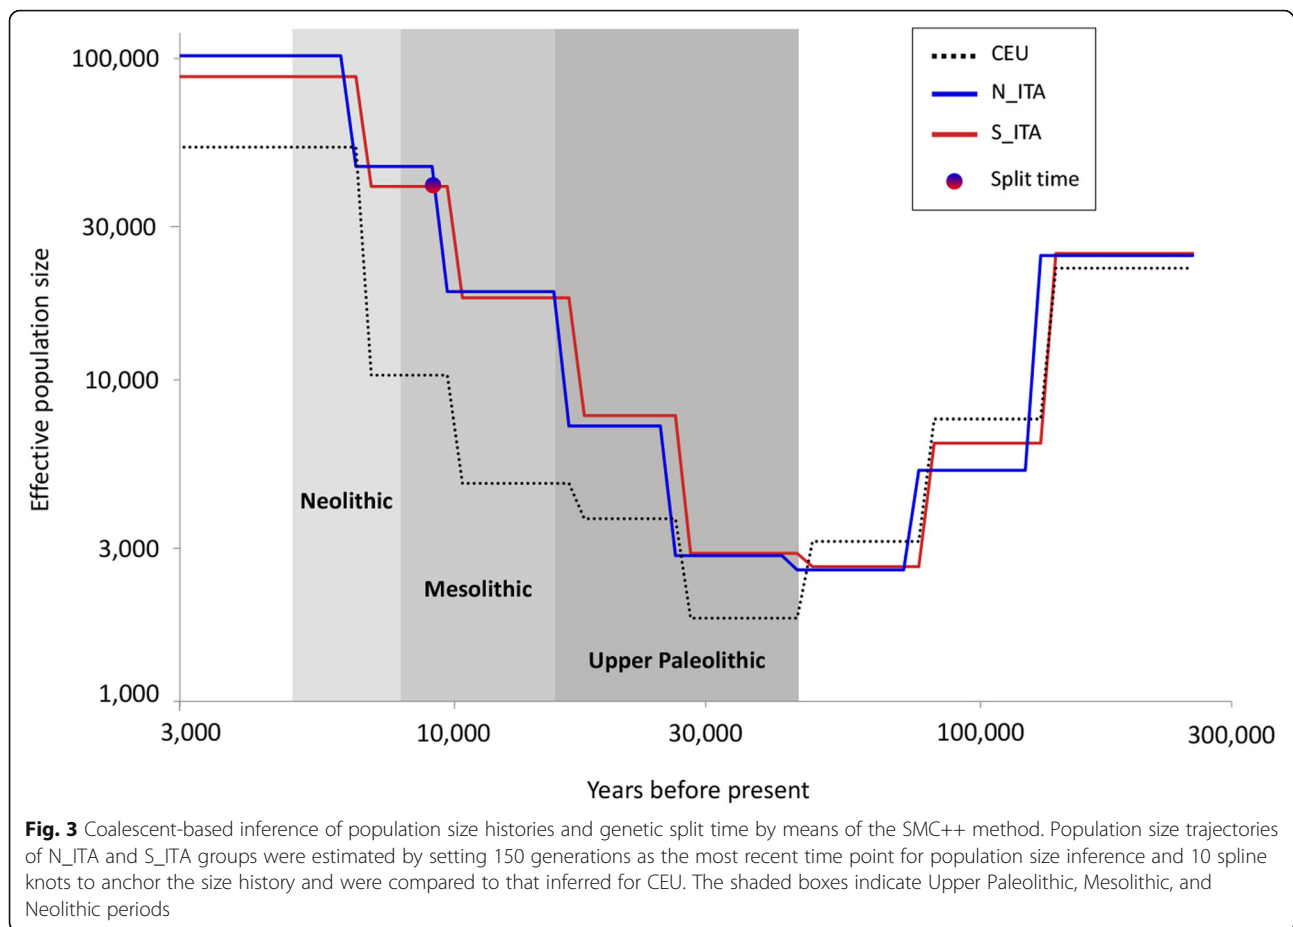 100,000
30,000
10,000
3,000
1,000
Effective population size
CEU
N_ITA
S_ITA
Split time
Neolithic
Mesolithic
Upper Paleolithic
3,000
10,000
30,000
100,000
300,000
Years before present
Fig. 3 Coalescent-based inference of population size histories and genetic split time by means of the SMC++ method. Population size trajectories
of N_ITA and S_ITA groups were estimated by setting 150 generations as the most recent time point for population size inference and 10 spline
knots to anchor the size history and were compared to that inferred for CEU. The shaded boxes indicate Upper Paleolithic, Mesolithic, and
Neolithic periods